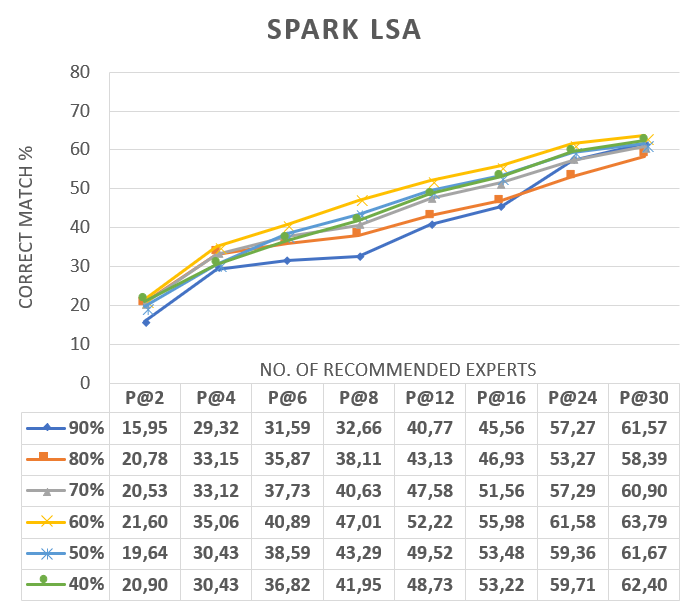 SPARK LSA
CORRECT MATCH %
80
70
60
50
40
30
20
10
0
NO. OF RECOMMENDED EXPERTS
P@2 P@4 P@6 P@8 P@12 P@16 P@24 P@30
90% 15,95 29,32 31,59 32,66 40,77 45,56 57,27 61,57
80% 20,78 33,15 35,87 38,11 43,13 46,93 53,27 58,39
70% 20,53 33,12 37,73 40,63 47,58 51,56 57,29 60,90
60% 21,60 35,06 40,89 47,01 52,22 55,98 61,58 63,79
50% 19,64 30,43 38,59 43,29 49,52 53,48 59,36 61,67
40% 20,90 30,43 36,82 41,95 48,73 53,22 59,71 62,40